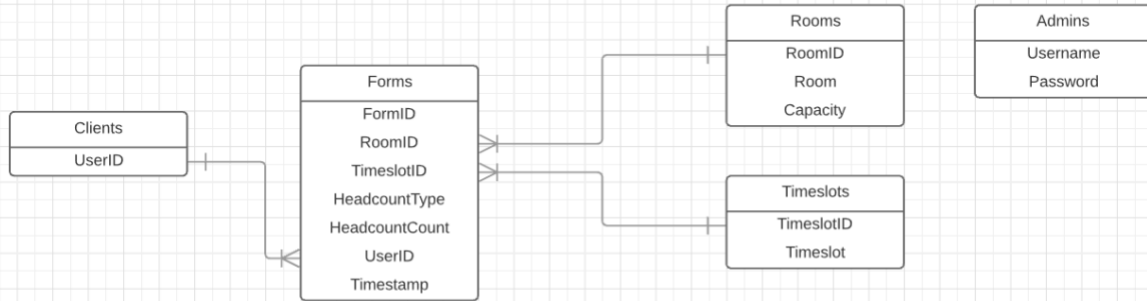 Clients
UserID
Forms
FormID
RoomID
TimeslotID
HeadcountType
HeadcountCount
UserID
Timestamp
Rooms
RoomID
Room
Capacity
Timeslots
TimeslotID
Timeslot
Admins
Username
Password